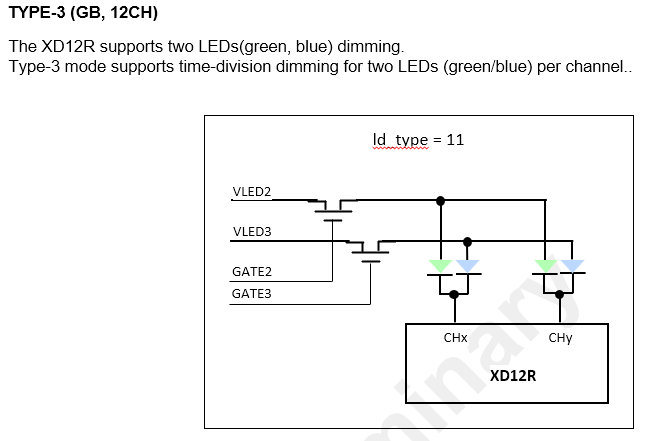 TYPE-3 (GB, 12CH)
The XD12R supports two LEDs(green, blue) dimming.
Type-3 mode supports time-division dimming for two LEDs (green/blue) per channel..
ld_type = 11
VLED2
VLED3
GATE2
GATE3
CHx
CHy
XD12R
minary